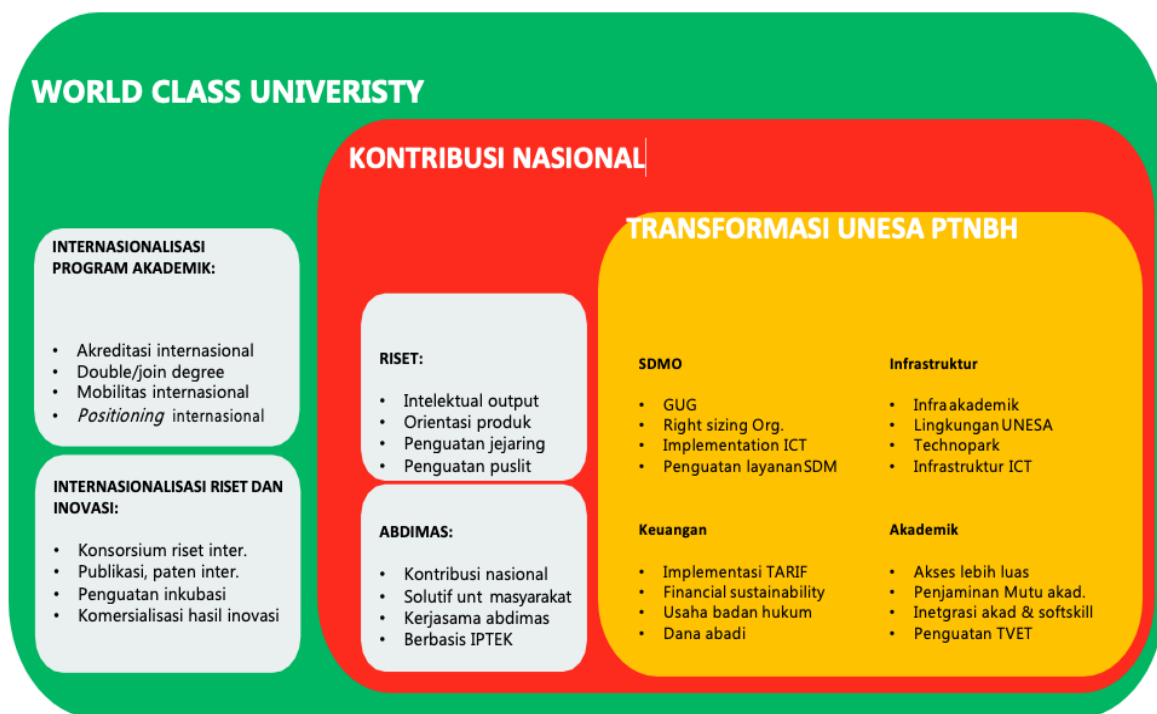 WORLD CLASS UNIVERISTY
KONTRIBUSI NASIONAL
TRANSFORMASI UNESA PTNBH
INTERNASIONALISASI
PROGRAM AKADEMIK:
• Akreditasi internasional
• Double/join degree
• Mobilitas internasional
• Positioning internasional
INTERNASIONALISASI RISET DAN
INOVASI:
• Konsorsium riset inter.
• Publikasi, paten inter.
• Penguatan inkubasi
• Komersialisasi hasil inovasi
RISET:
• Intelektual output
• Orientasi produk
• Penguatan jejaring
• Penguatan puslit
ABDIMAS:
• Kontribusi nasional
• Solutif unt masyarakat
• Kerjasama abdimas
• Berbasis IPTEK
SDMO
• GUG
• Right sizing Org.
• Implementation ICT
• Penguatan layanan SDM
Infrastruktur
• Infra akademik
• Lingkungan UNESA
• Technopark
• Infrastruktur ICT
Keuangan
• Implementasi TARIF
• Financial sustainability
• Usaha badan hukum
• Dana abadi
Akademik
• Akses lebih luas
• Penjaminan Mutu akad.
• Inetgrasi akad & softskill
• Penguatan TVET